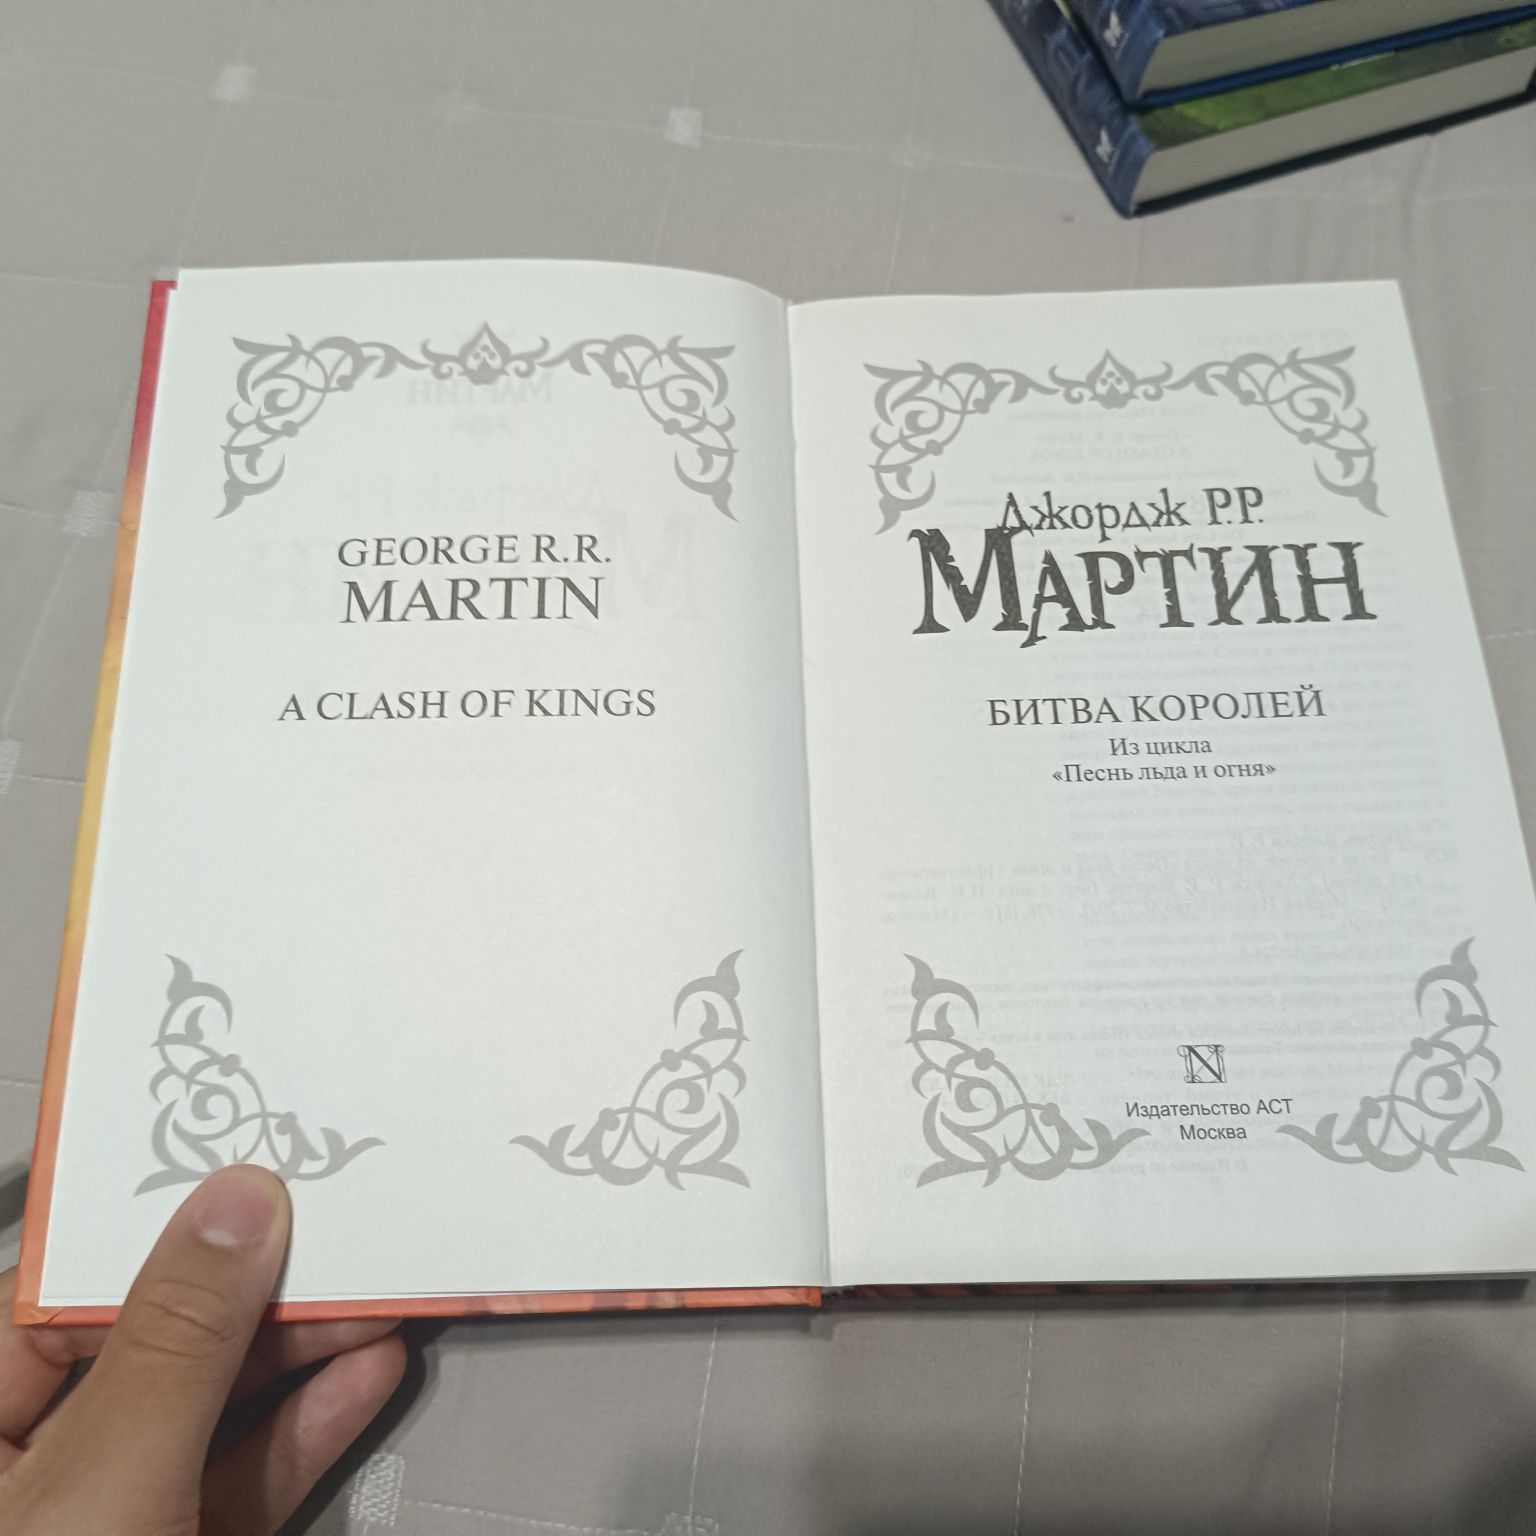 GEORGE R.R.
MARTIN
A CLASH OF KINGS
Джордж Р.Р.
МАРТИН
БИТВА КОРОЛЕЙ
Из цикла
«Песнь льда и огня»
N
Издательство АСТ
Москва